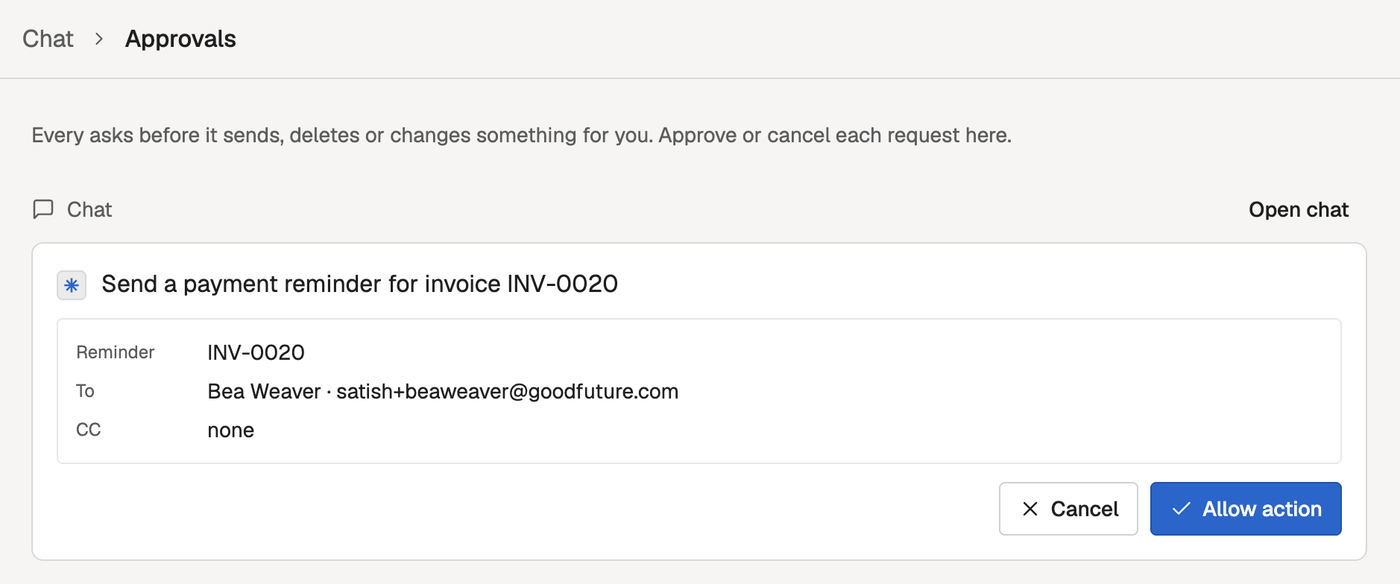 Chat > Approvals
Every asks before it sends, deletes or changes something for you. Approve or cancel each request here.
Chat Open chat
Send a payment reminder for invoice INV-0020
Reminder INV-0020
To Bea Weaver · satish+beaweaver@goodfuture.com
CC none
Cancel Allow action